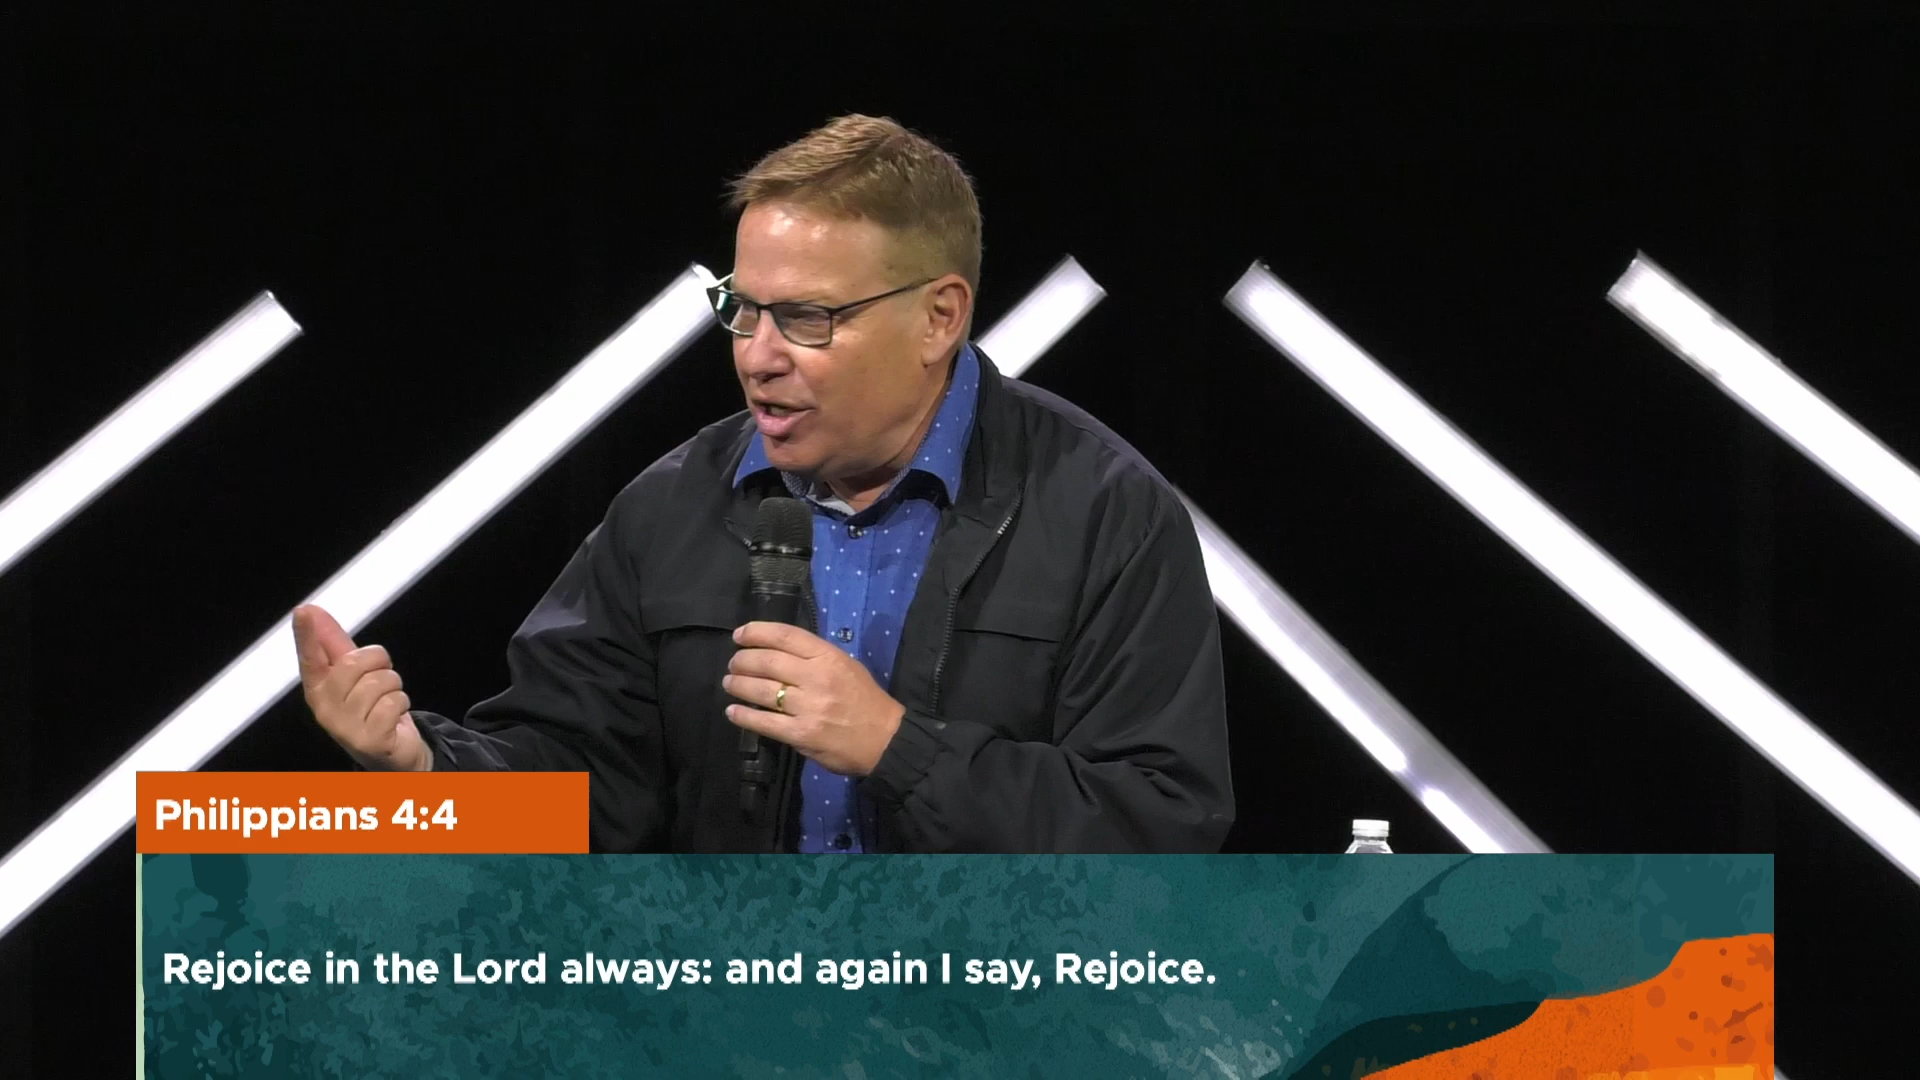 Philippians 4:4
Rejoice in the Lord always: and again I say, Rejoice.